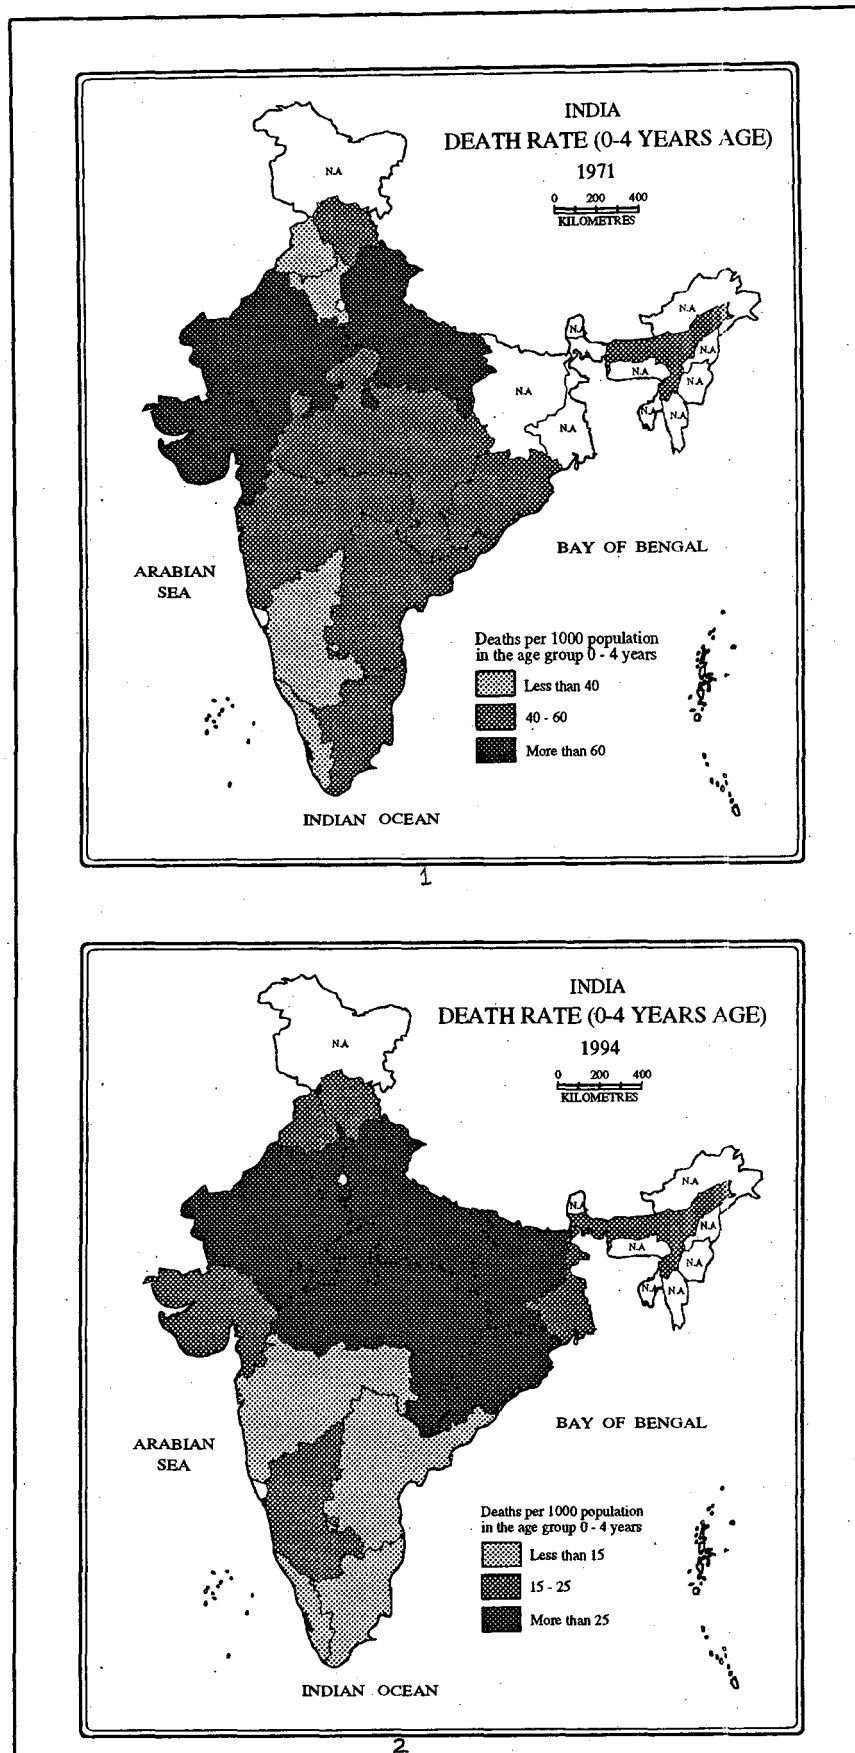 INDIA
DEATH RATE (0-4 YEARS AGE)
1971
0 200 400
KILOMETRES
N.A
N.A
N.A
N.A
N.A
N.A
N.A
N.A
N.A
N.A
N.A
BAY OF BENGAL
ARABIAN
SEA
Deaths per 1000 population
in the age group 0 - 4 years
Less than 40
40 - 60
More than 60
INDIAN OCEAN
1
INDIA
DEATH RATE (0-4 YEARS AGE)
1994
0 200 400
KILOMETRES
N.A
N.A
N.A
N.A
N.A
N.A
N.A
N.A
BAY OF BENGAL
ARABIAN
SEA
Deaths per 1000 population
in the age group 0 - 4 years
Less than 15
15 - 25
More than 25
INDIAN OCEAN
2